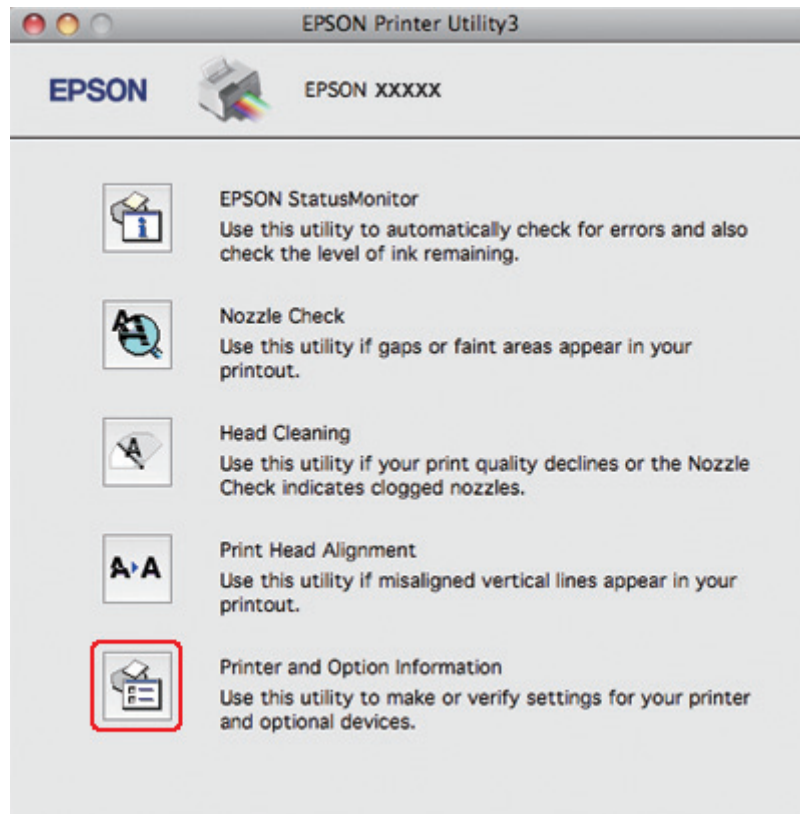 EPSON Printer Utility3
EPSON EPSON XXXXX
EPSON StatusMonitor
Use this utility to automatically check for errors and also
check the level of ink remaining.
Nozzle Check
Use this utility if gaps or faint areas appear in your
printout.
Head Cleaning
Use this utility if your print quality declines or the Nozzle
Check indicates clogged nozzles.
A A
Print Head Alignment
Use this utility if misaligned vertical lines appear in your
printout.
Printer and Option Information
Use this utility to make or verify settings for your printer
and optional devices.